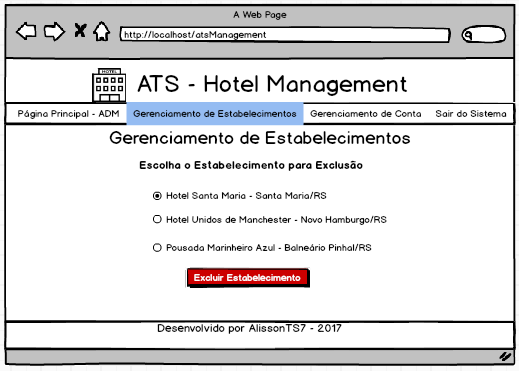 A Web Page
http://localhost/atsManagement
HOTEL
ATS - Hotel Management
Página Principal - ADM Gerenciamento de Estabelecimentos Gerenciamento de Conta Sair do Sistema
Gerenciamento de Estabelecimentos
Escolha o Estabelecimento para Exclusão
Hotel Santa Maria - Santa Maria/RS
Hotel Unidos de Manchester - Novo Hamburgo/RS
Pousada Marinheiro Azul - Balneário Pinhal/RS
Excluir Estabelecimento
Desenvolvido por AlissonTS7 - 2017